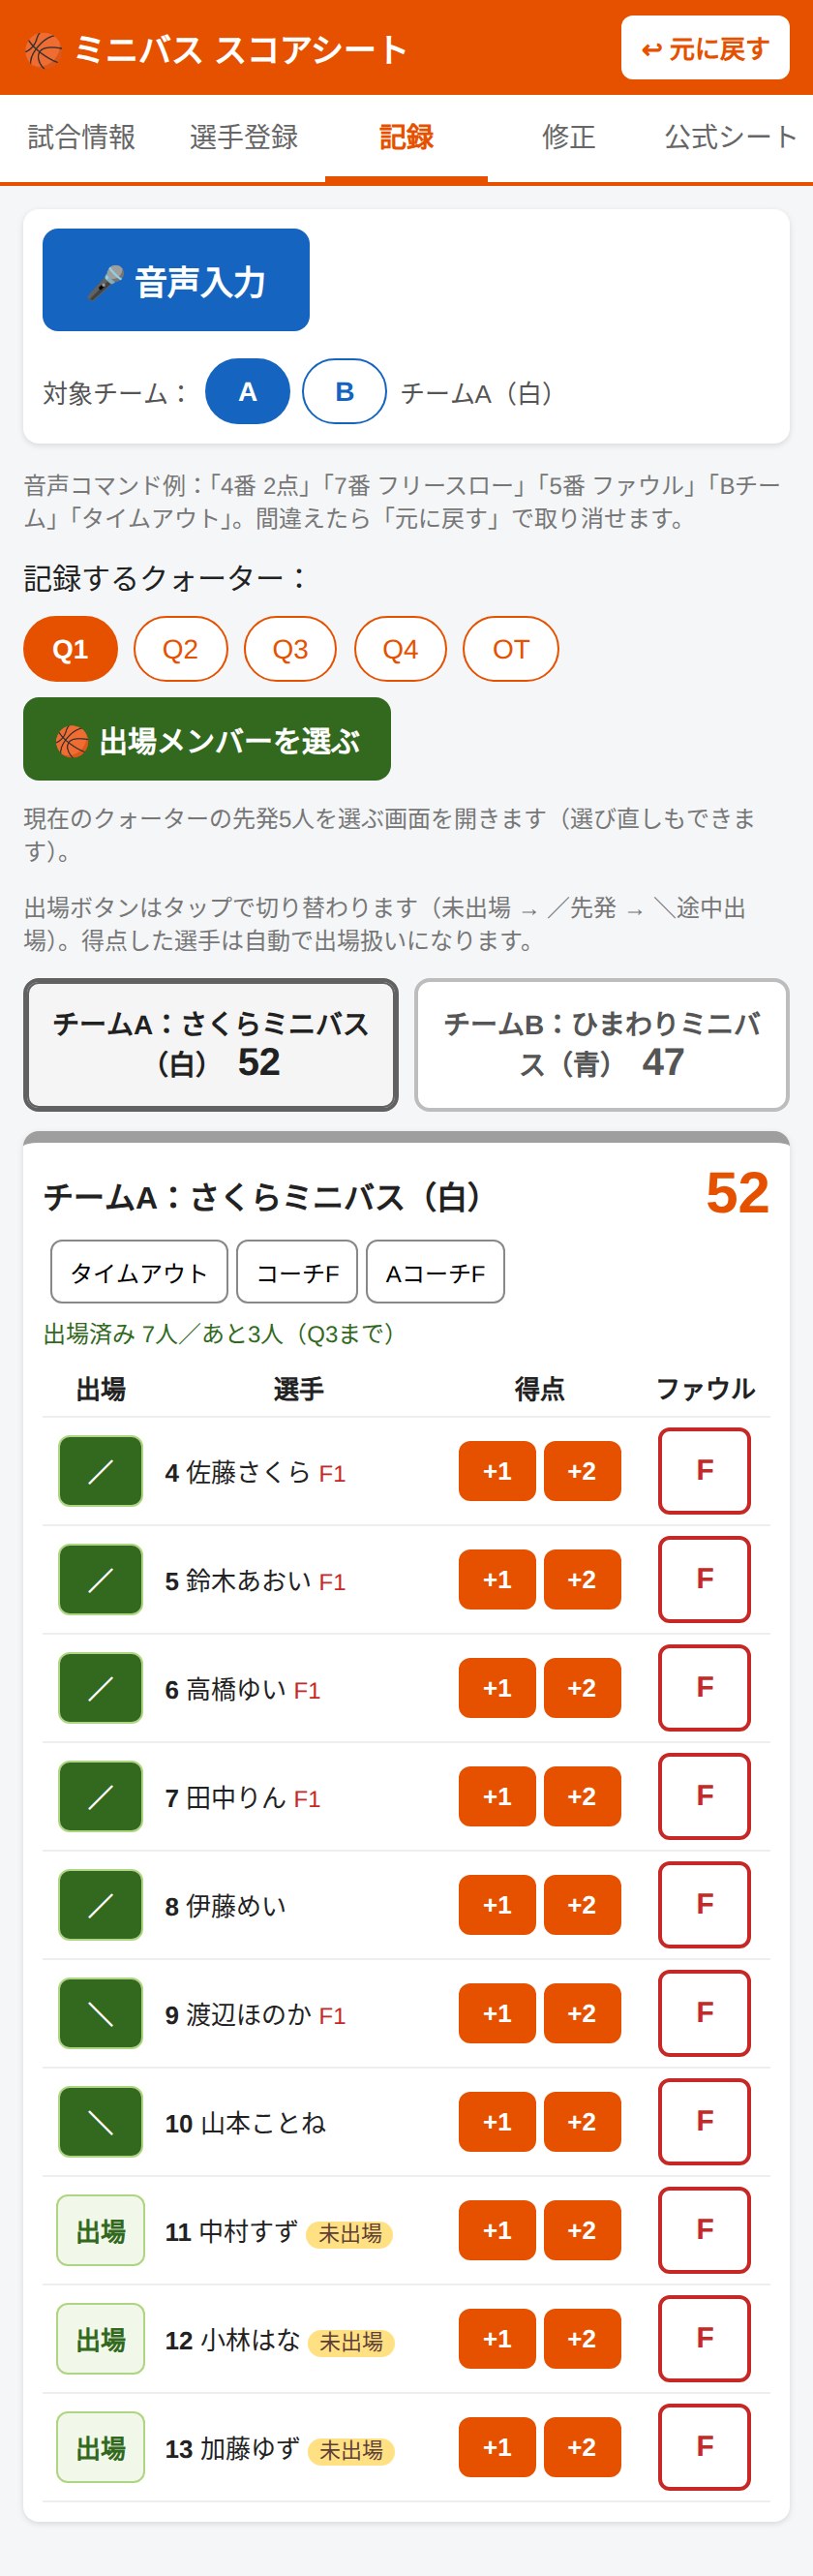 🏀 ミニバス スコアシート
↩ 元に戻す
試合情報 選手登録 記録 修正 公式シート
🎤 音声入力
対象チーム： A B チームA（白）
音声コマンド例：「4番 2点」「7番 フリースロー」「5番 ファウル」「Bチー
ム」「タイムアウト」。間違えたら「元に戻す」で取り消せます。
記録するクォーター：
Q1 Q2 Q3 Q4 OT
🏀 出場メンバーを選ぶ
現在のクォーターの先発5人を選ぶ画面を開きます（選び直しもできま
す）。
出場ボタンはタップで切り替わります（未出場 → ／先発 → ＼途中出
場）。得点した選手は自動で出場扱いになります。
チームA：さくらミニバス
（白） 52
チームB：ひまわりミニバ
ス（青） 47
チームA：さくらミニバス（白） 52
タイムアウト コーチF AコーチF
出場済み 7人／あと3人（Q3まで）
出場 選手 得点 ファウル
／ 4 佐藤さくら F1 +1 +2 F
／ 5 鈴木あおい F1 +1 +2 F
／ 6 高橋ゆい F1 +1 +2 F
／ 7 田中りん F1 +1 +2 F
／ 8 伊藤めい +1 +2 F
＼ 9 渡辺ほのか F1 +1 +2 F
＼ 10 山本ことね +1 +2 F
出場 11 中村すず 未出場 +1 +2 F
出場 12 小林はな 未出場 +1 +2 F
出場 13 加藤ゆず 未出場 +1 +2 F